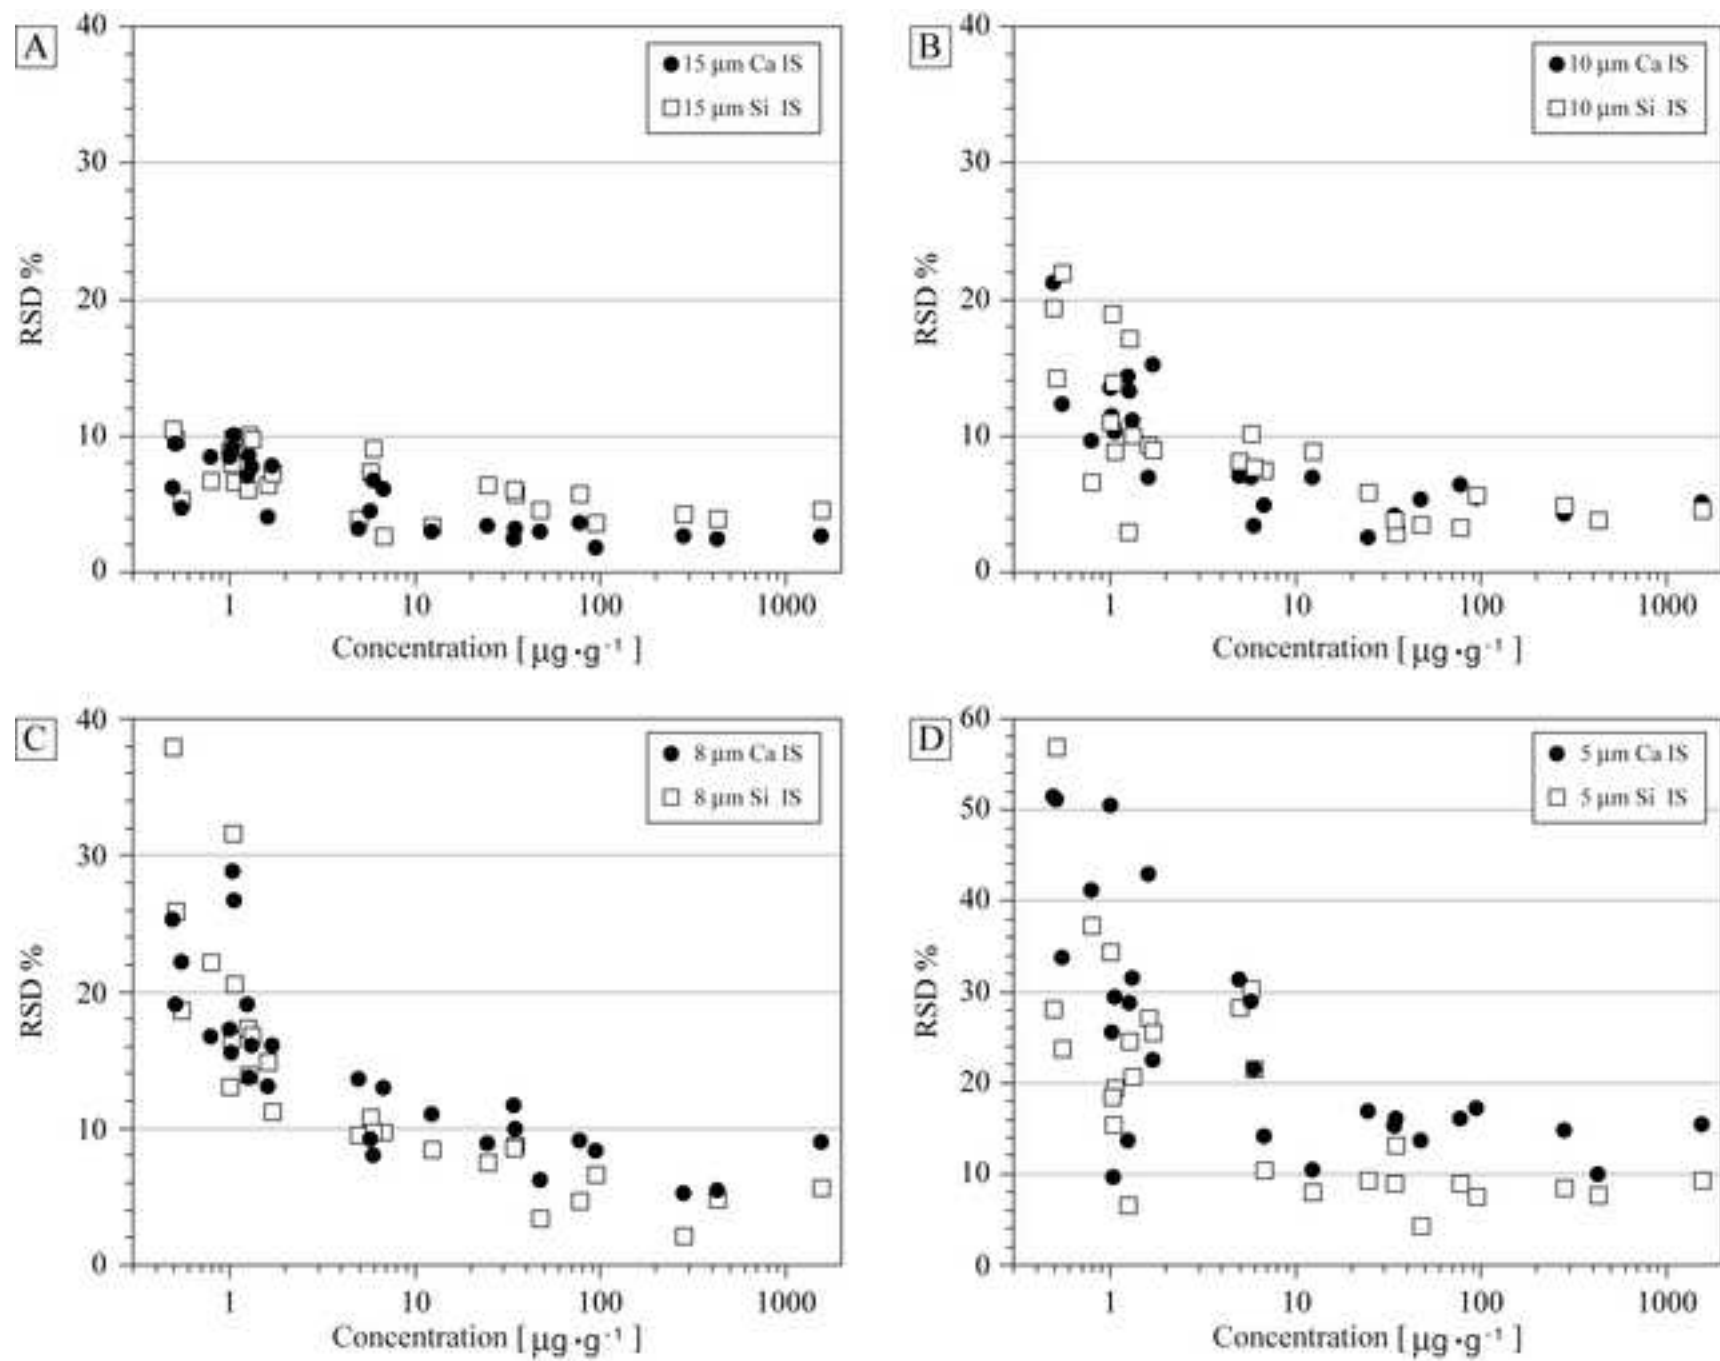 A
40
30
20
10
0
RSD %
15 µm Ca IS
15 µm Si IS
1 10 100 1000
Concentration [ µg·g⁻¹ ]
B
40
30
20
10
0
RSD %
10 µm Ca IS
10 µm Si IS
1 10 100 1000
Concentration [ µg·g⁻¹ ]
C
40
30
20
10
0
RSD %
8 µm Ca IS
8 µm Si IS
1 10 100 1000
Concentration [ µg·g⁻¹ ]
D
60
50
40
30
20
10
0
RSD %
5 µm Ca IS
5 µm Si IS
1 10 100 1000
Concentration [ µg·g⁻¹ ]